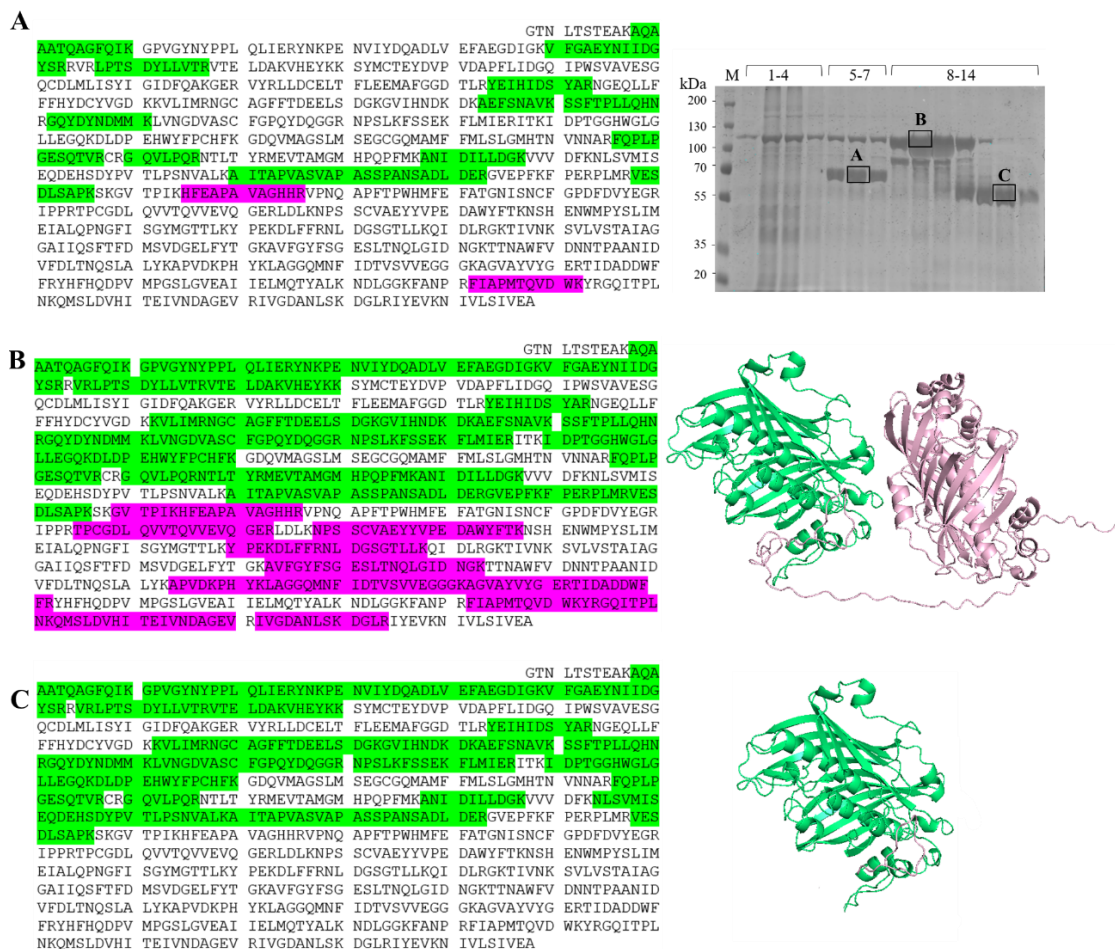 A
GTN LTSTEAKAQA
AATQAGFQIK GPVGYNYPPL QLIERYNKPE NVIYDQADLV EFAEGDIGKV FGAEYNIIDG
YSRRVRLPTS DYLLVTRVTE LDAKVHEYKK SYMCTEYDVP VDAPFLIDGQ IPWSVAVESG
QCDLMLISYI GIDFQAKGER VYRLLDCELT FLEEMAFGGD TLRYEIHIDS YARNGEQLLF
FFHYDCYVGD KKVLIMRNGC AGFFTDEELS DGKGVIHNDK DKAEFSNAVK SSFTPLLQHN
RGQYDYNDMM KLVNGDVASC FGPQYDQGGR NPSLKFSSEK FLMIERITKI DPTGGHWGLG
LLEGQKDLDP EHWYFPCHFK GDQVMAGSLM SEGCGQMAMF FMLSLGMHTN VNNARFQPLP
GESQTVRCRG QVLPQRNTLT YRMEVTAMGM HPQPFMKANI DILLDGKVVV DFKNLSVMIS
EQDEHSDYPV TLPSNVALKA ITAPVASVAP ASSPANSADL DERGVEPFKF PERPLMRVES
DLSAPKSKGV TPIKHFEAPA VAGHHRVPNQ APFTPWHMFE FATGNISNCF GPDFDVYEGR
IPPRTPCGDL QVVTQVVEVQ GERLDLKNPS SCVAEYYVPE DAWYFTKNSH ENWMPYSLIM
EIALQPNGFI SGYMGTTLKY PEKDLFFRNL DGSGTLLKQI DLRGKTIVNK SVLVSTAIAG
GAIIQSFTFD MSVDGELFYT GKAVFGYFSG ESLTNQLGID NGKTTNAWFV DNNTPAANID
VFDLTNQSLA LYKAPVDKPH YKLAGGQMNF IDTVSVVEGG GKAGVAYVYG ERTIDADDWF
FRYHFHQDPV MPGSLGVEAI IELMQTYALK NDLGGKFANP RFIAPMTQVD WKYRGQITPL
NKQMSLDVHI TEIVNDAGEV RIVGDANLSK DGLRIYEVKN IVLSIVEA
kDa M 1-4 5-7 8-14
200
130
100
70
55
35
20
B
A
C
B
GTN LTSTEAKAQA
AATQAGFQIK GPVGYNYPPL QLIERYNKPE NVIYDQADLV EFAEGDIGKV FGAEYNIIDG
YSRRVRLPTS DYLLVTRVTE LDAKVHEYKK SYMCTEYDVP VDAPFLIDGQ IPWSVAVESG
QCDLMLISYI GIDFQAKGER VYRLLDCELT FLEEMAFGGD TLRYEIHIDS YARNGEQLLF
FFHYDCYVGD KKVLIMRNGC AGFFTDEELS DGKGVIHNDK DKAEFSNAVK SSFTPLLQHN
RGQYDYNDMM KLVNGDVASC FGPQYDQGGR NPSLKFSSEK FLMIERITKI DPTGGHWGLG
LLEGQKDLDP EHWYFPCHFK GDQVMAGSLM SEGCGQMAMF FMLSLGMHTN VNNARFQPLP
GESQTVRCRG QVLPQRNTLT YRMEVTAMGM HPQPFMKANI DILLDGKVVV DFKNLSVMIS
EQDEHSDYPV TLPSNVALKA ITAPVASVAP ASSPANSADL DERGVEPFKF PERPLMRVES
DLSAPKSKGV TPIKHFEAPA VAGHHRVPNQ APFTPWHMFE FATGNISNCF GPDFDVYEGR
IPPRTPCGDL QVVTQVVEVQ GERLDLKNPS SCVAEYYVPE DAWYFTKNSH ENWMPYSLIM
EIALQPNGFI SGYMGTTLKY PEKDLFFRNL DGSGTLLKQI DLRGKTIVNK SVLVSTAIAG
GAIIQSFTFD MSVDGELFYT GKAVFGYFSG ESLTNQLGID NGKTTNAWFV DNNTPAANID
VFDLTNQSLA LYKAPVDKPH YKLAGGQMNF IDTVSVVEGG GKAGVAYVYG ERTIDADDWF
FRYHFHQDPV MPGSLGVEAI IELMQTYALK NDLGGKFANP RFIAPMTQVD WKYRGQITPL
NKQMSLDVHI TEIVNDAGEV RIVGDANLSK DGLRIYEVKN IVLSIVEA
C
GTN LTSTEAKAQA
AATQAGFQIK GPVGYNYPPL QLIERYNKPE NVIYDQADLV EFAEGDIGKV FGAEYNIIDG
YSRRVRLPTS DYLLVTRVTE LDAKVHEYKK SYMCTEYDVP VDAPFLIDGQ IPWSVAVESG
QCDLMLISYI GIDFQAKGER VYRLLDCELT FLEEMAFGGD TLRYEIHIDS YARNGEQLLF
FFHYDCYVGD KKVLIMRNGC AGFFTDEELS DGKGVIHNDK DKAEFSNAVK SSFTPLLQHN
RGQYDYNDMM KLVNGDVASC FGPQYDQGGR NPSLKFSSEK FLMIERITKI DPTGGHWGLG
LLEGQKDLDP EHWYFPCHFK GDQVMAGSLM SEGCGQMAMF FMLSLGMHTN VNNARFQPLP
GESQTVRCRG QVLPQRNTLT YRMEVTAMGM HPQPFMKANI DILLDGKVVV DFKNLSVMIS
EQDEHSDYPV TLPSNVALKA ITAPVASVAP ASSPANSADL DERGVEPFKF PERPLMRVES
DLSAPKSKGV TPIKHFEAPA VAGHHRVPNQ APFTPWHMFE FATGNISNCF GPDFDVYEGR
IPPRTPCGDL QVVTQVVEVQ GERLDLKNPS SCVAEYYVPE DAWYFTKNSH ENWMPYSLIM
EIALQPNGFI SGYMGTTLKY PEKDLFFRNL DGSGTLLKQI DLRGKTIVNK SVLVSTAIAG
GAIIQSFTFD MSVDGELFYT GKAVFGYFSG ESLTNQLGID NGKTTNAWFV DNNTPAANID
VFDLTNQSLA LYKAPVDKPH YKLAGGQMNF IDTVSVVEGG GKAGVAYVYG ERTIDADDWF
FRYHFHQDPV MPGSLGVEAI IELMQTYALK NDLGGKFANP RFIAPMTQVD WKYRGQITPL
NKQMSLDVHI TEIVNDAGEV RIVGDANLSK DGLRIYEVKN IVLSIVEA